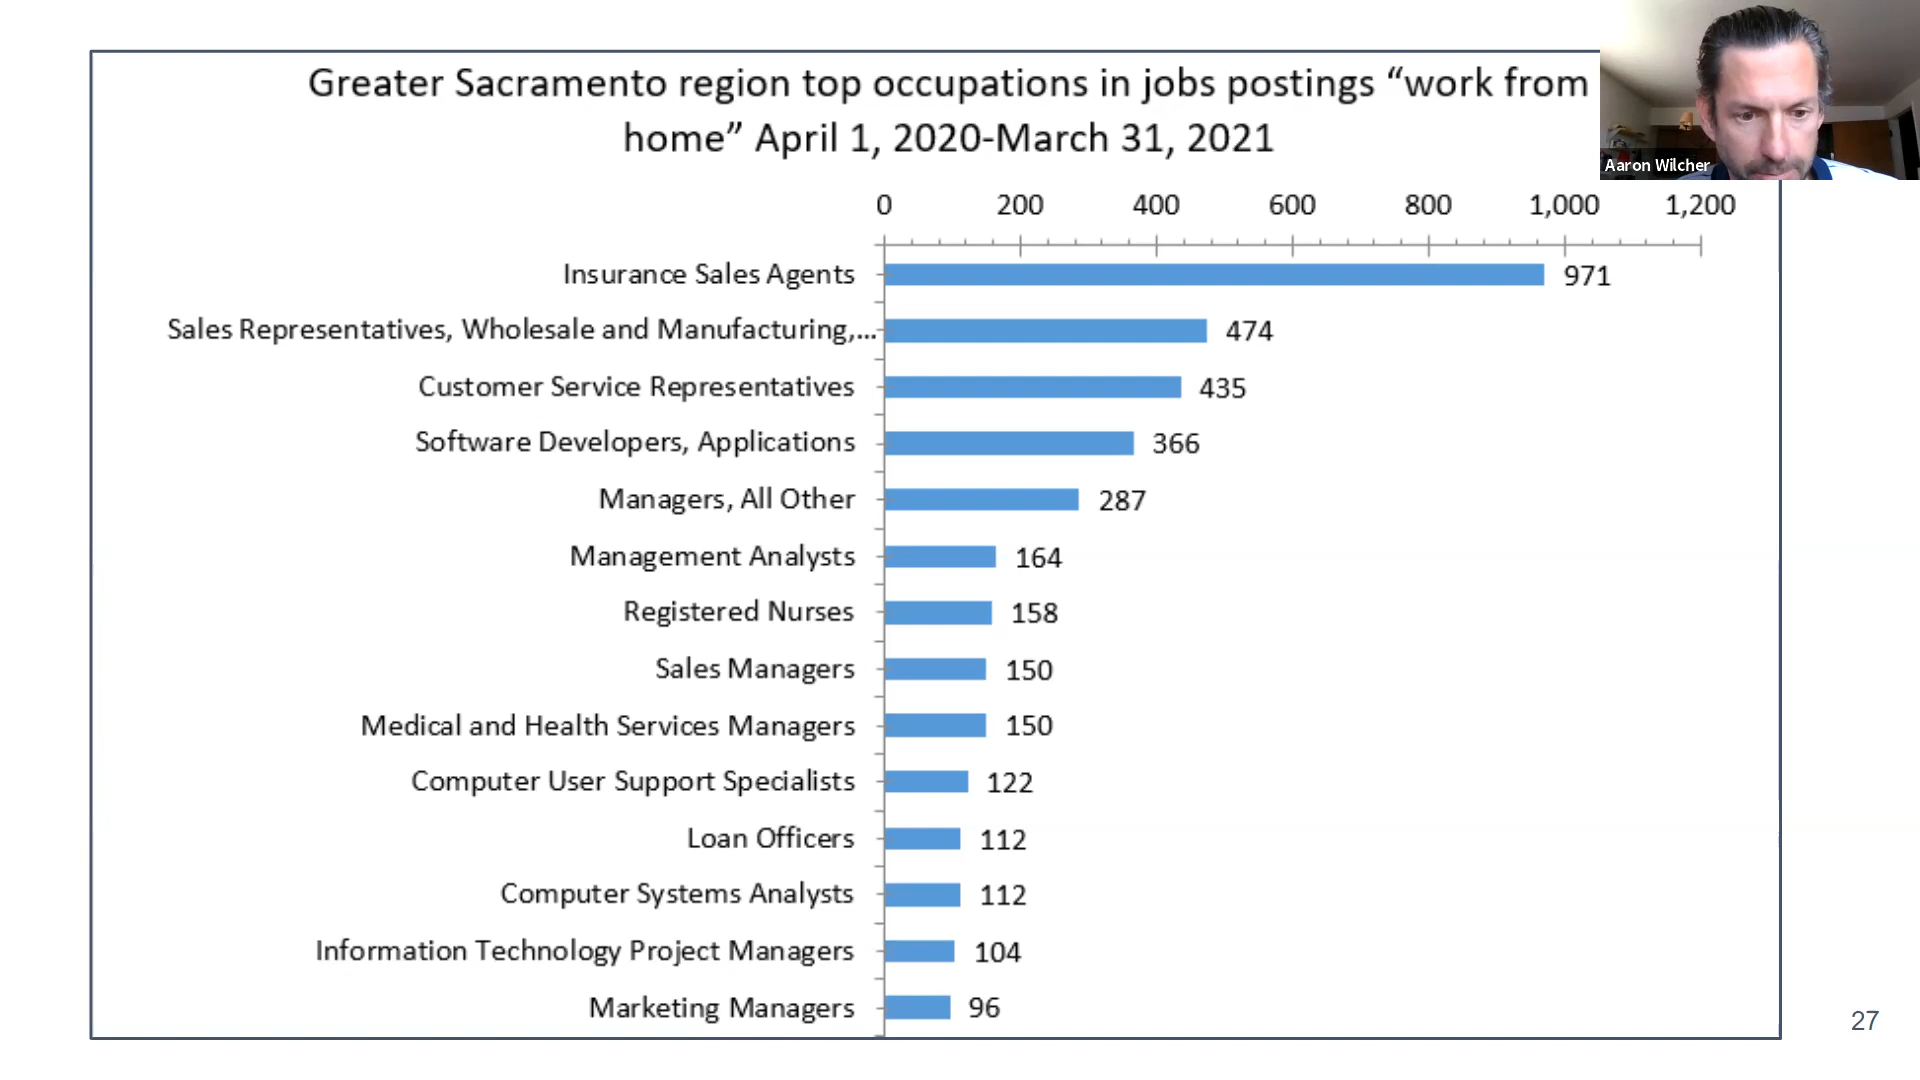 Greater Sacramento region top occupations in jobs postings “work from
home” April 1, 2020-March 31, 2021
Aaron Wilcher
0 200 400 600 800 1,000 1,200
Insurance Sales Agents 971
Sales Representatives, Wholesale and Manufacturing,... 474
Customer Service Representatives 435
Software Developers, Applications 366
Managers, All Other 287
Management Analysts 164
Registered Nurses 158
Sales Managers 150
Medical and Health Services Managers 150
Computer User Support Specialists 122
Loan Officers 112
Computer Systems Analysts 112
Information Technology Project Managers 104
Marketing Managers 96
27